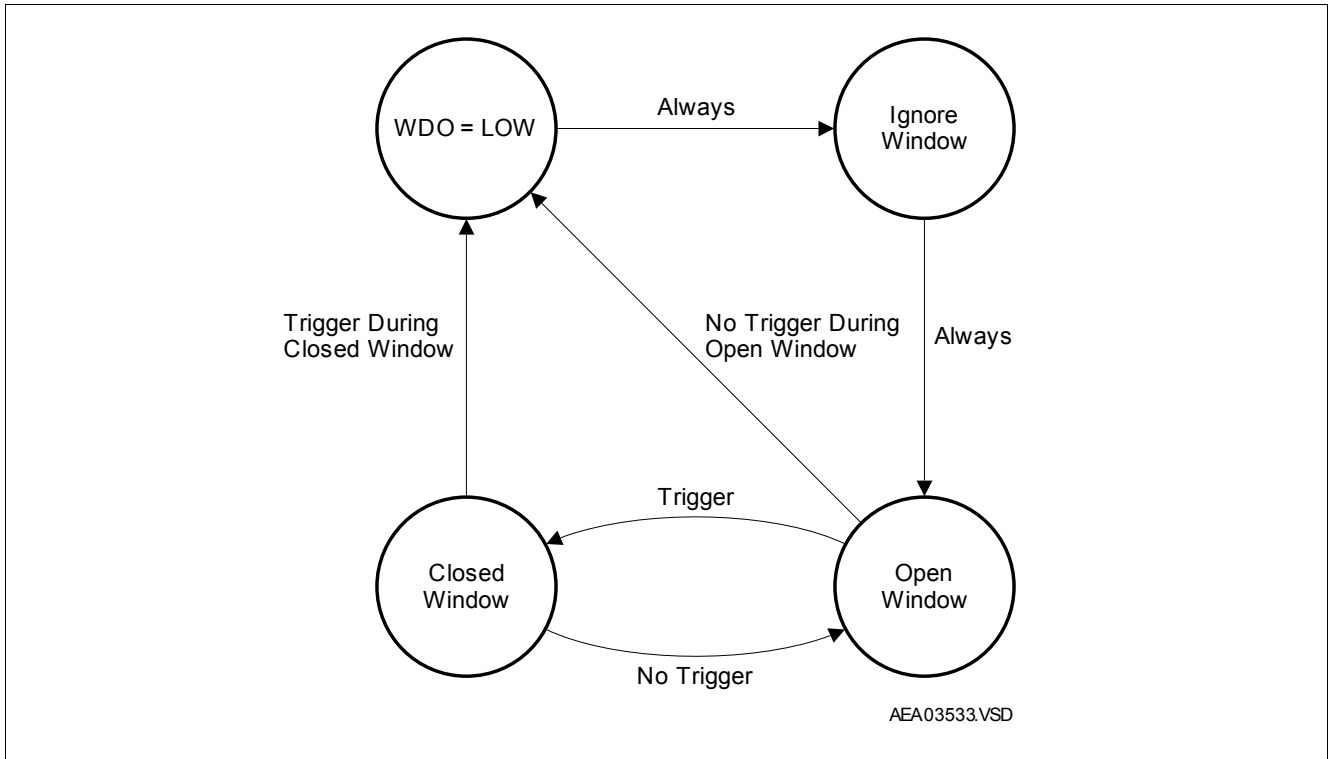 WDO = LOW
Always
Ignore
Window
Trigger During
Closed Window
No Trigger During
Open Window
Always
Trigger
Closed
Window
Open
Window
No Trigger
AEA03533.VSD